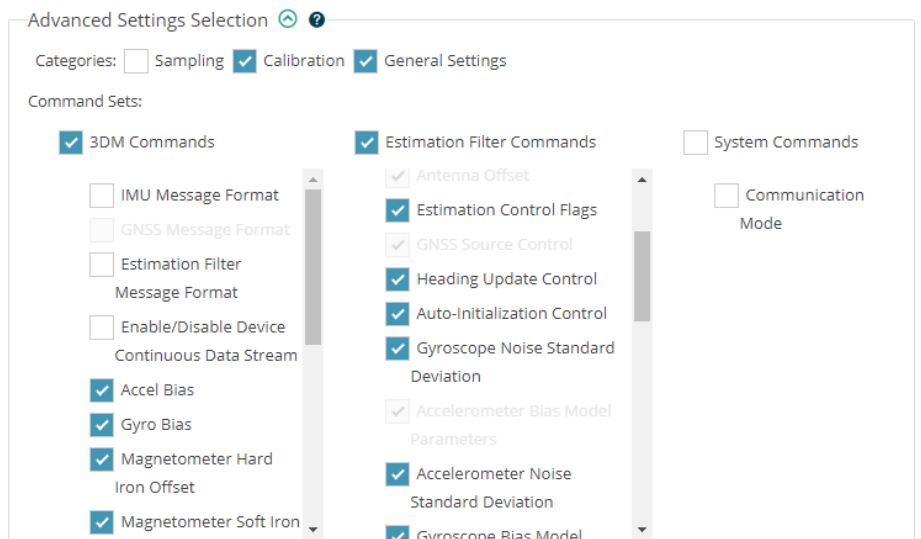 Advanced Settings Selection ?
Categories: Sampling Calibration General Settings
Command Sets:
3DM Commands
IMU Message Format
GNSS Message Format
Estimation Filter
Message Format
Enable/Disable Device
Continuous Data Stream
Accel Bias
Gyro Bias
Magnetometer Hard
Iron Offset
Magnetometer Soft Iron
Estimation Filter Commands
Antenna Offset
Estimation Control Flags
GNSS Source Control
Heading Update Control
Auto-Initialization Control
Gyroscope Noise Standard
Deviation
Accelerometer Bias Model
Parameters
Accelerometer Noise
Standard Deviation
Gyroscope Bias Model
System Commands
Communication
Mode